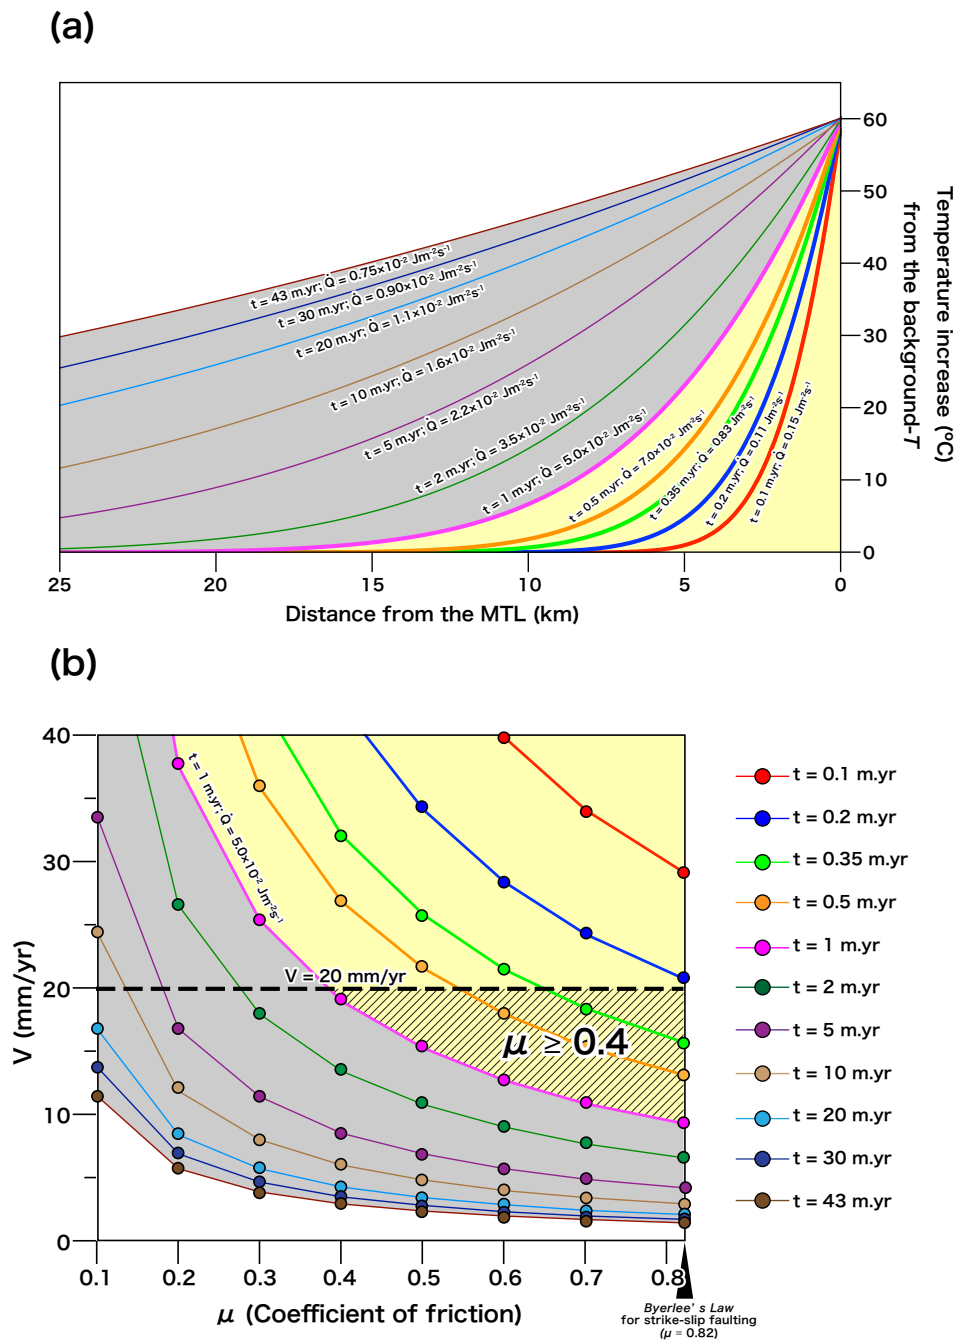 (a)
60
50
40
30
20
10
0
Temperature increase (ºC)
from the background-T
t = 43 m.yr; Q̇ = 0.75x10⁻² Jm⁻²s⁻¹
t = 30 m.yr; Q̇ = 0.90x10⁻² Jm⁻²s⁻¹
t = 20 m.yr; Q̇ = 1.1x10⁻² Jm⁻²s⁻¹
t = 10 m.yr; Q̇ = 1.6x10⁻² Jm⁻²s⁻¹
t = 5 m.yr; Q̇ = 2.2x10⁻² Jm⁻²s⁻¹
t = 2 m.yr; Q̇ = 3.5x10⁻² Jm⁻²s⁻¹
t = 1 m.yr; Q̇ = 5.0x10⁻² Jm⁻²s⁻¹
t = 0.5 m.yr; Q̇ = 7.0x10⁻² Jm⁻²s⁻¹
t = 0.35 m.yr; Q̇ = 0.83 Jm⁻²s⁻¹
t = 0.2 m.yr; Q̇ = 0.11 Jm⁻²s⁻¹
t = 0.1 m.yr; Q̇ = 0.15 Jm⁻²s⁻¹
25 20 15 10 5 0
Distance from the MTL (km)
(b)
40
30
20
10
0
V (mm/yr)
t = 1 m.yr; Q̇ = 5.0x10⁻² Jm⁻²s⁻¹
V = 20 mm/yr
μ ≥ 0.4
t = 0.1 m.yr
t = 0.2 m.yr
t = 0.35 m.yr
t = 0.5 m.yr
t = 1 m.yr
t = 2 m.yr
t = 5 m.yr
t = 10 m.yr
t = 20 m.yr
t = 30 m.yr
t = 43 m.yr
0.1 0.2 0.3 0.4 0.5 0.6 0.7 0.8
μ (Coefficient of friction)
Byerlee' s Law
for strike-slip faulting
(μ = 0.82)